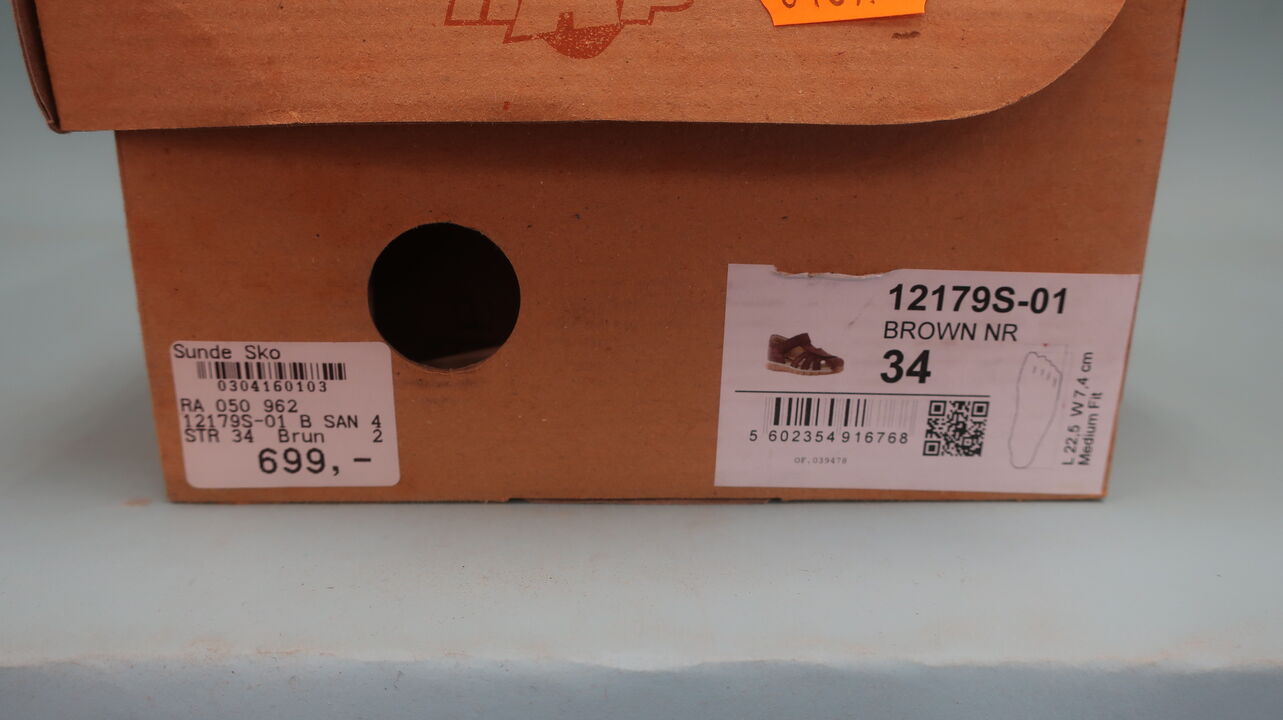 Sunde Sko
0304160103
RA 050 962
12179S-01 B SAN 4
STR 34 Brun 2
699,-
12179S-01
BROWN NR
34
5 602354 916768
OF.039478
L 22,5 W 7,4 cm
Medium Fit